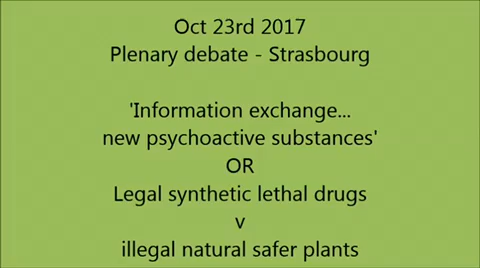 Oct 23rd 2017
Plenary debate - Strasbourg
'Information exchange...
new psychoactive substances'
OR
Legal synthetic lethal drugs
v
illegal natural safer plants